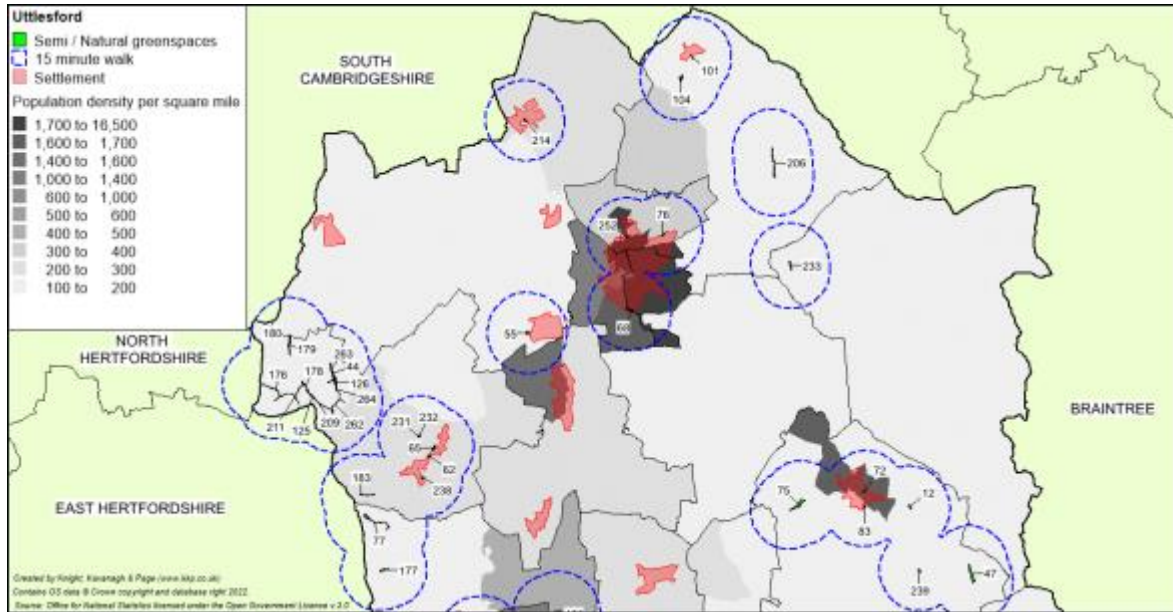 Uttlesford
Semi / Natural greenspaces
15 minute walk
Settlement
Population density per square mile
1,700 to 16,500
1,600 to 1,700
1,400 to 1,600
1,000 to 1,400
600 to 1,000
500 to 600
400 to 500
300 to 400
200 to 300
100 to 200
SOUTH
CAMBRIDGESHIRE
101
104
214
206
76
252
233
68
55
NORTH
HERTFORDSHIRE
180
179
263
44
178
126
176
264
211
125
209
262
BRAINTREE
231
232
65
62
238
183
EAST HERTFORDSHIRE
77
177
72
75
12
83
239
47
Created by Knight, Kavanagh & Page (www.kkp.co.uk)
Contains OS data © Crown copyright and database right 2022.
Source: Office for National Statistics licensed under the Open Government Licence v.3.0